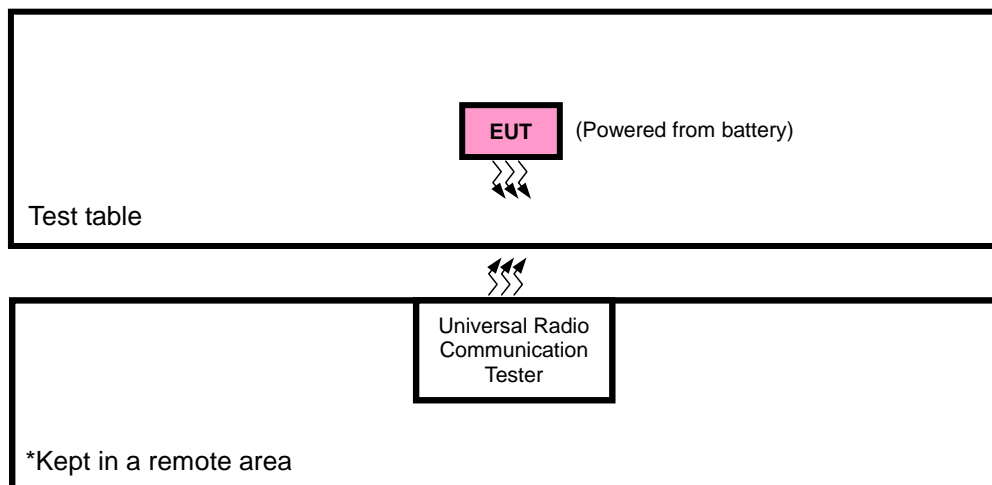 EUT
(Powered from battery)
Test table
Universal Radio
Communication
Tester
*Kept in a remote area